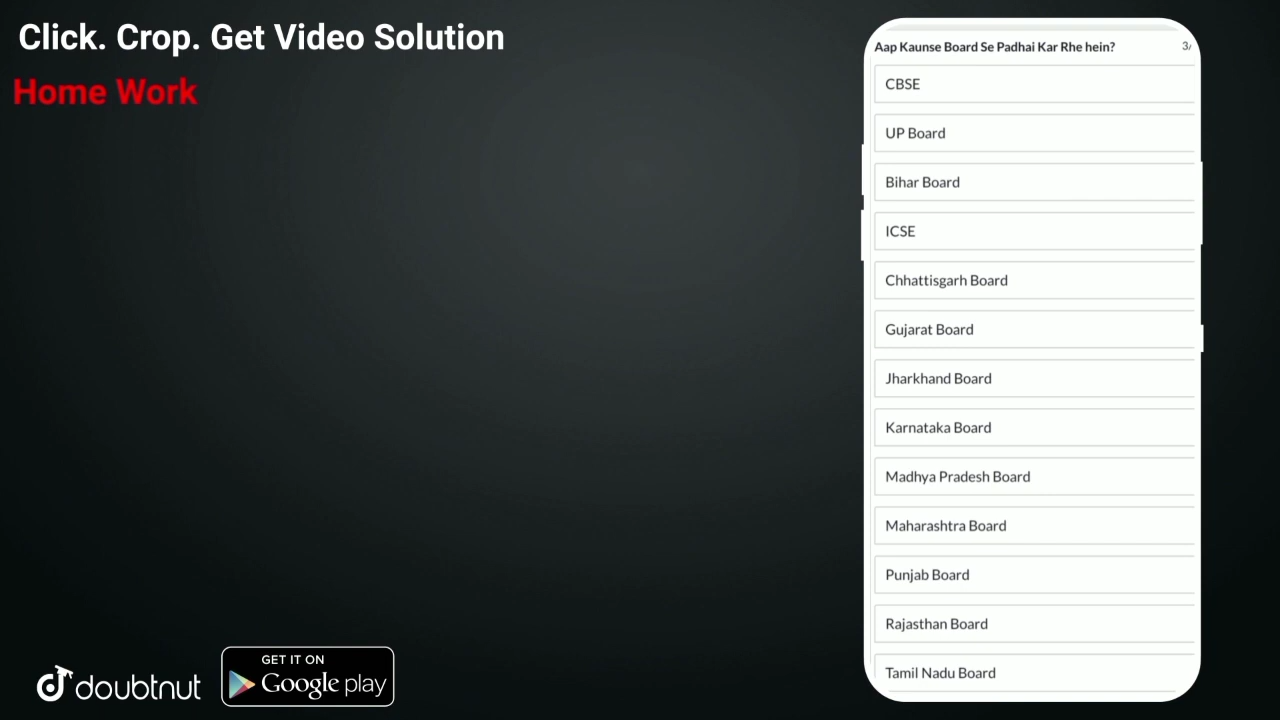 Click. Crop. Get Video Solution
Home Work
Aap Kaunse Board Se Padhai Kar Rhe hein?
3/
CBSE
UP Board
Bihar Board
ICSE
Chhattisgarh Board
Gujarat Board
Jharkhand Board
Karnataka Board
Madhya Pradesh Board
Maharashtra Board
Punjab Board
Rajasthan Board
Tamil Nadu Board
doubtnut
GET IT ON
Google play